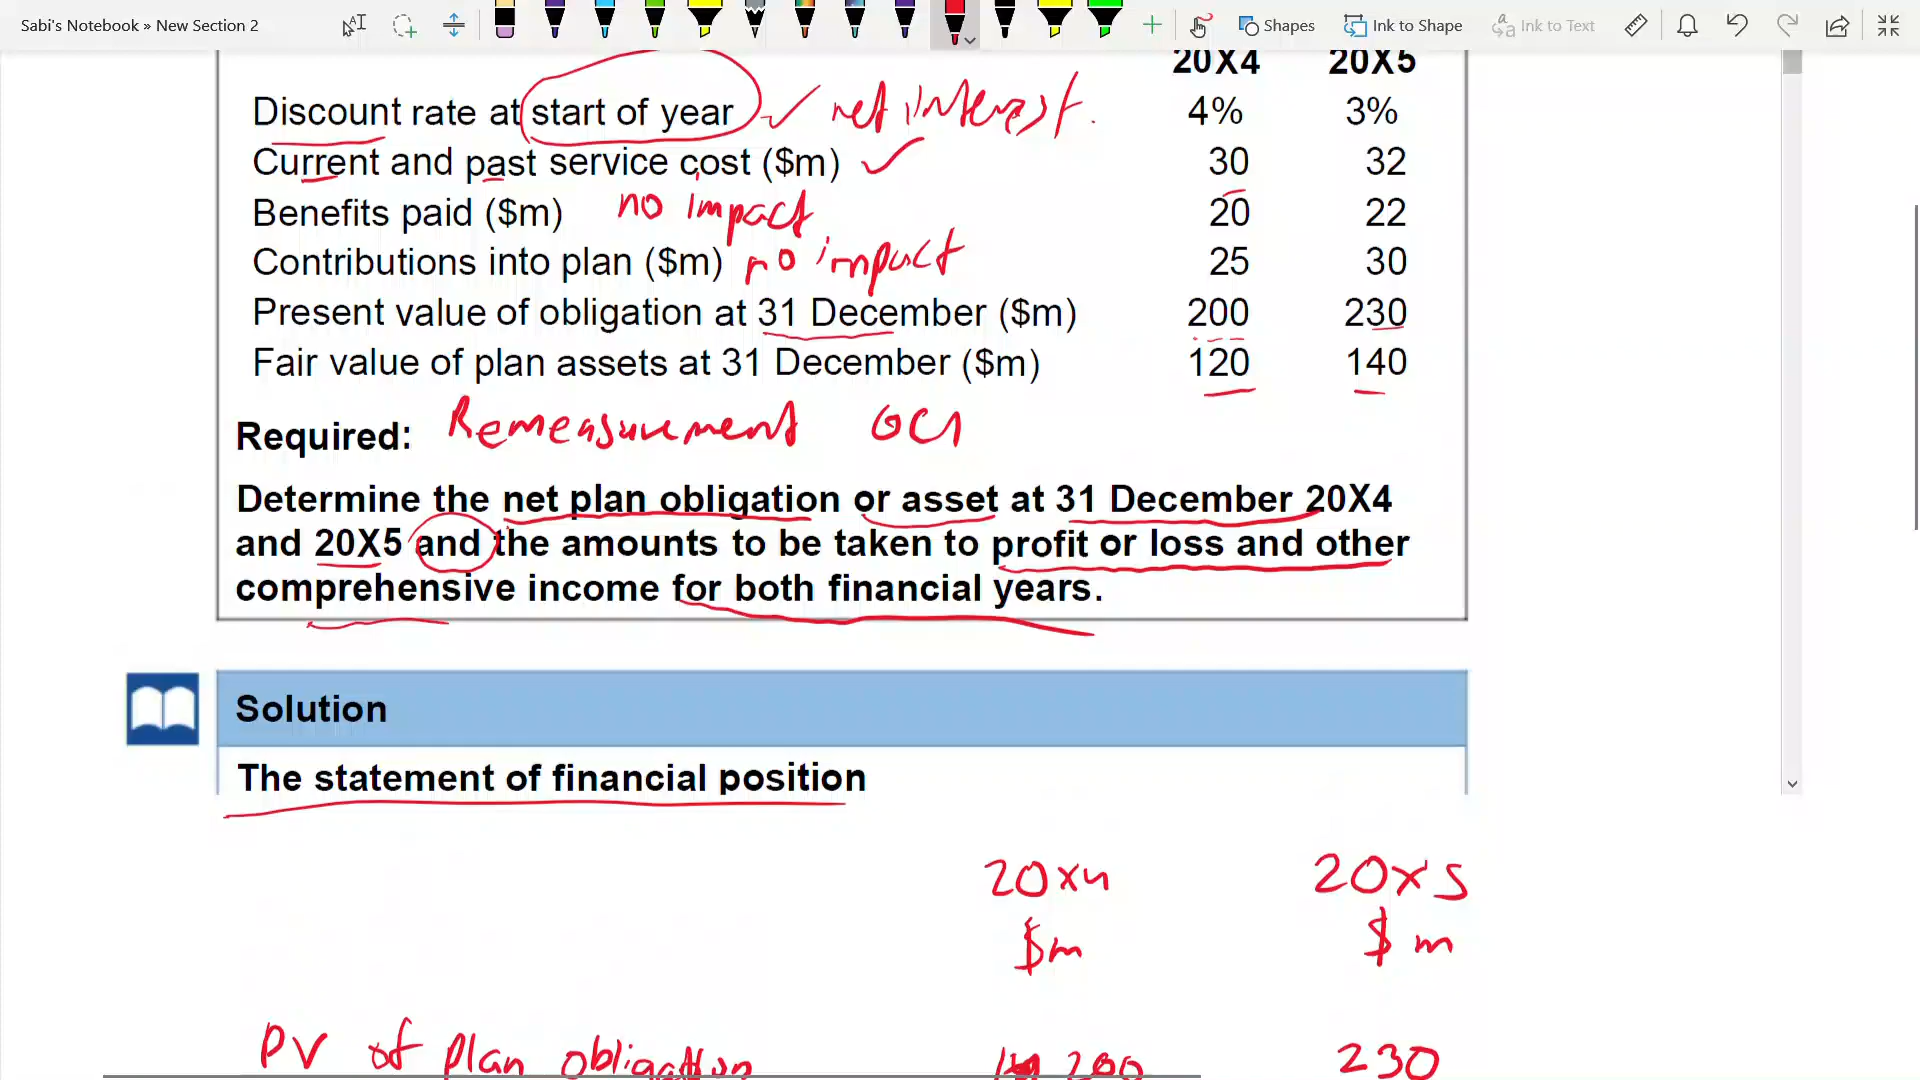 Sabi's Notebook » New Section 2
Shapes
Ink to Shape
Ink to Text
20X4 20X5
Discount rate at start of year ✓ net interest. 4% 3%
Current and past service cost ($m) ✓ 30 32
Benefits paid ($m) no impact 20 22
Contributions into plan ($m) no impact 25 30
Present value of obligation at 31 December ($m) 200 230
Fair value of plan assets at 31 December ($m) 120 140
Required: Remeasurement OCI
Determine the net plan obligation or asset at 31 December 20X4
and 20X5 and the amounts to be taken to profit or loss and other
comprehensive income for both financial years.
Solution
The statement of financial position
20X4 20X5
$m $m
PV of plan obligation 200 230